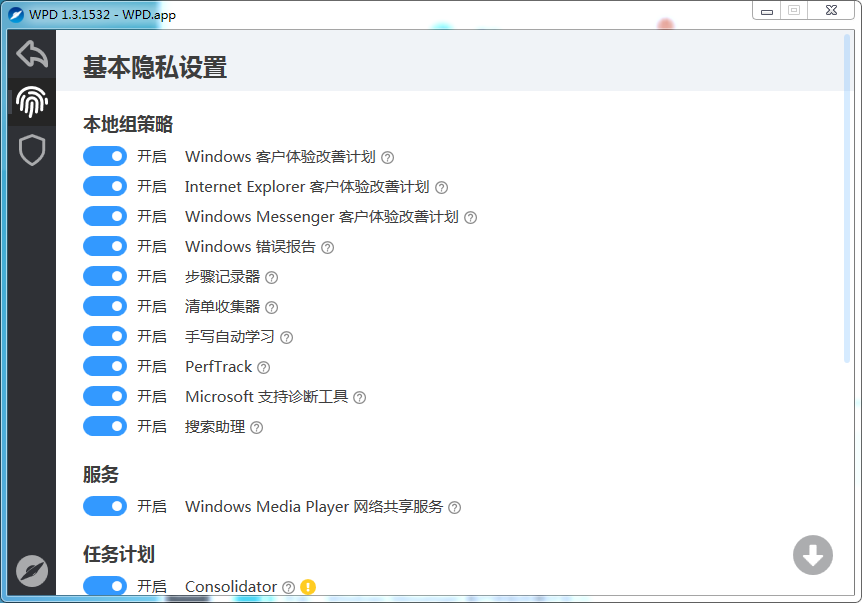 WPD 1.3.1532 - WPD.app
基本隐私设置
本地组策略
开启 Windows 客户体验改善计划
开启 Internet Explorer 客户体验改善计划
开启 Windows Messenger 客户体验改善计划
开启 Windows 错误报告
开启 步骤记录器
开启 清单收集器
开启 手写自动学习
开启 PerfTrack
开启 Microsoft 支持诊断工具
开启 搜索助理
服务
开启 Windows Media Player 网络共享服务
任务计划
开启 Consolidator